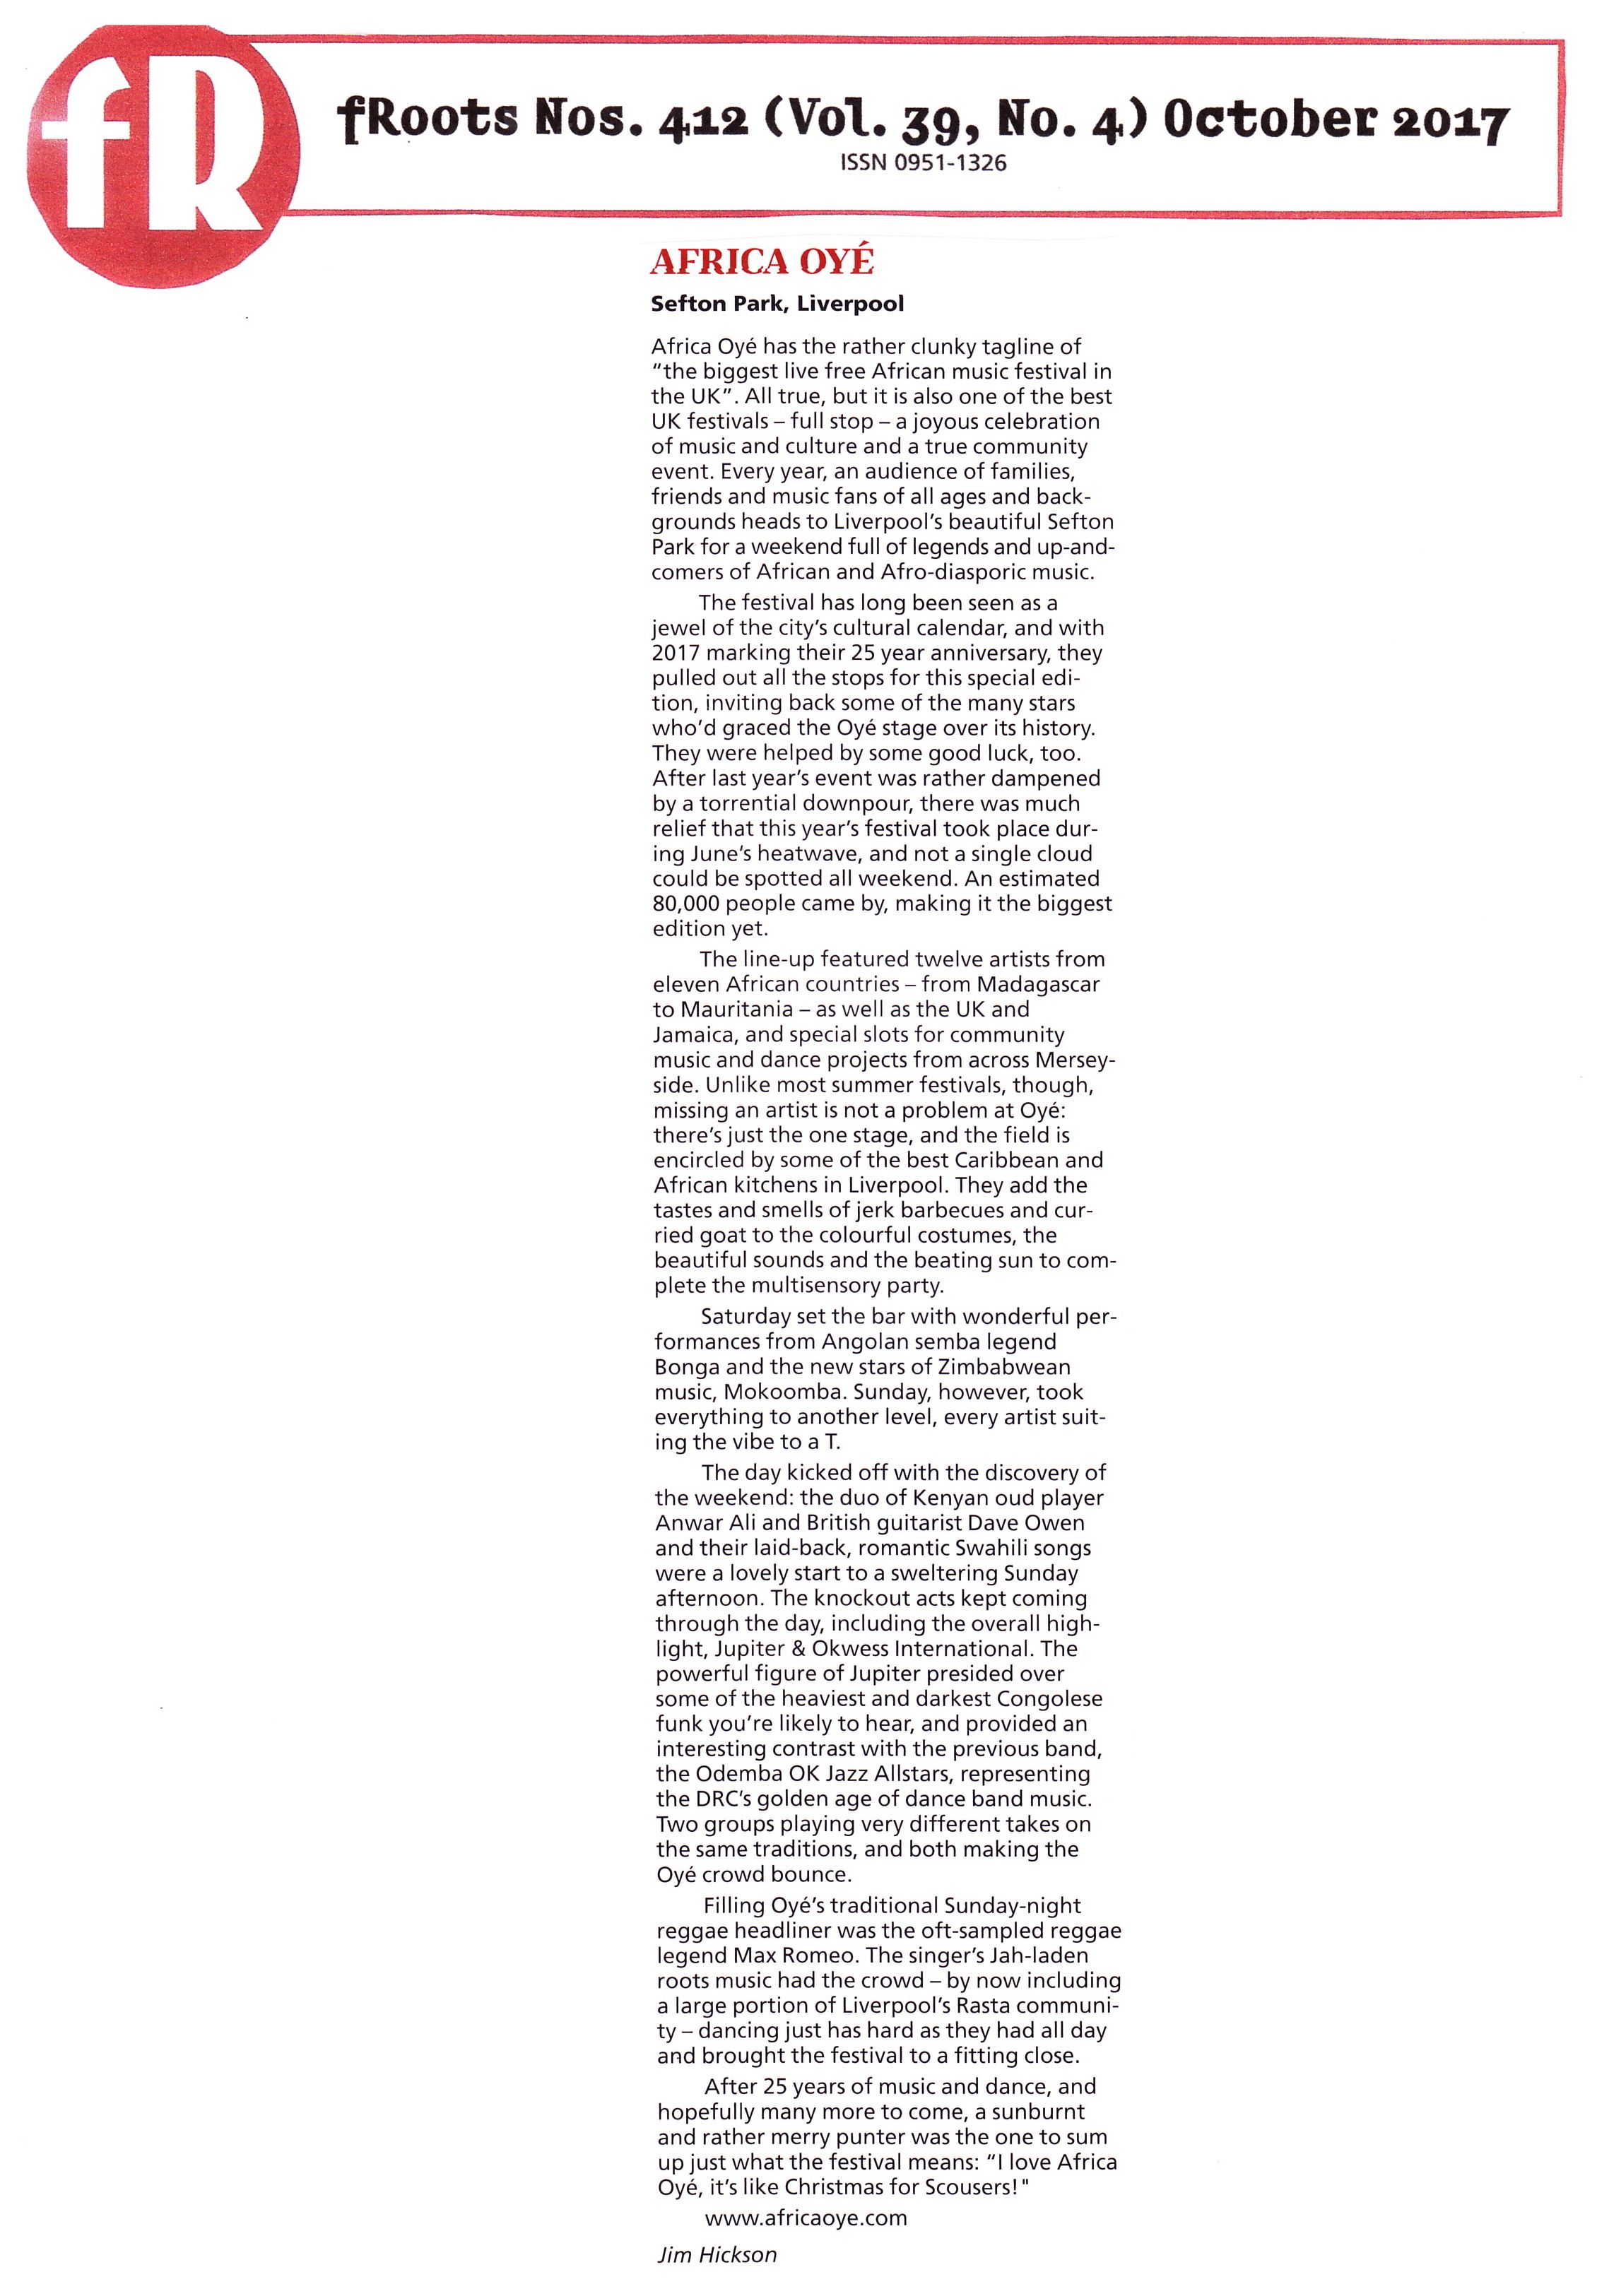 fR
fRoots Nos. 412 (Vol. 39, No. 4) October 2017
ISSN 0951-1326
AFRICA OYÉ
Sefton Park, Liverpool
Africa Oyé has the rather clunky tagline of
“the biggest live free African music festival in
the UK”. All true, but it is also one of the best
UK festivals – full stop – a joyous celebration
of music and culture and a true community
event. Every year, an audience of families,
friends and music fans of all ages and back-
grounds heads to Liverpool’s beautiful Sefton
Park for a weekend full of legends and up-and-
comers of African and Afro-diasporic music.
The festival has long been seen as a
jewel of the city’s cultural calendar, and with
2017 marking their 25 year anniversary, they
pulled out all the stops for this special edi-
tion, inviting back some of the many stars
who’d graced the Oyé stage over its history.
They were helped by some good luck, too.
After last year’s event was rather dampened
by a torrential downpour, there was much
relief that this year’s festival took place dur-
ing June’s heatwave, and not a single cloud
could be spotted all weekend. An estimated
80,000 people came by, making it the biggest
edition yet.
The line-up featured twelve artists from
eleven African countries – from Madagascar
to Mauritania – as well as the UK and
Jamaica, and special slots for community
music and dance projects from across Mersey-
side. Unlike most summer festivals, though,
missing an artist is not a problem at Oyé:
there’s just the one stage, and the field is
encircled by some of the best Caribbean and
African kitchens in Liverpool. They add the
tastes and smells of jerk barbecues and cur-
ried goat to the colourful costumes, the
beautiful sounds and the beating sun to com-
plete the multisensory party.
Saturday set the bar with wonderful per-
formances from Angolan semba legend
Bonga and the new stars of Zimbabwean
music, Mokoomba. Sunday, however, took
everything to another level, every artist suit-
ing the vibe to a T.
The day kicked off with the discovery of
the weekend: the duo of Kenyan oud player
Anwar Ali and British guitarist Dave Owen
and their laid-back, romantic Swahili songs
were a lovely start to a sweltering Sunday
afternoon. The knockout acts kept coming
through the day, including the overall high-
light, Jupiter & Okwess International. The
powerful figure of Jupiter presided over
some of the heaviest and darkest Congolese
funk you’re likely to hear, and provided an
interesting contrast with the previous band,
the Odemba OK Jazz Allstars, representing
the DRC’s golden age of dance band music.
Two groups playing very different takes on
the same traditions, and both making the
Oyé crowd bounce.
Filling Oyé’s traditional Sunday-night
reggae headliner was the oft-sampled reggae
legend Max Romeo. The singer’s Jah-laden
roots music had the crowd – by now including
a large portion of Liverpool’s Rasta communi-
ty – dancing just has hard as they had all day
and brought the festival to a fitting close.
After 25 years of music and dance, and
hopefully many more to come, a sunburnt
and rather merry punter was the one to sum
up just what the festival means: “I love Africa
Oyé, it’s like Christmas for Scousers!"
www.africaoye.com
Jim Hickson